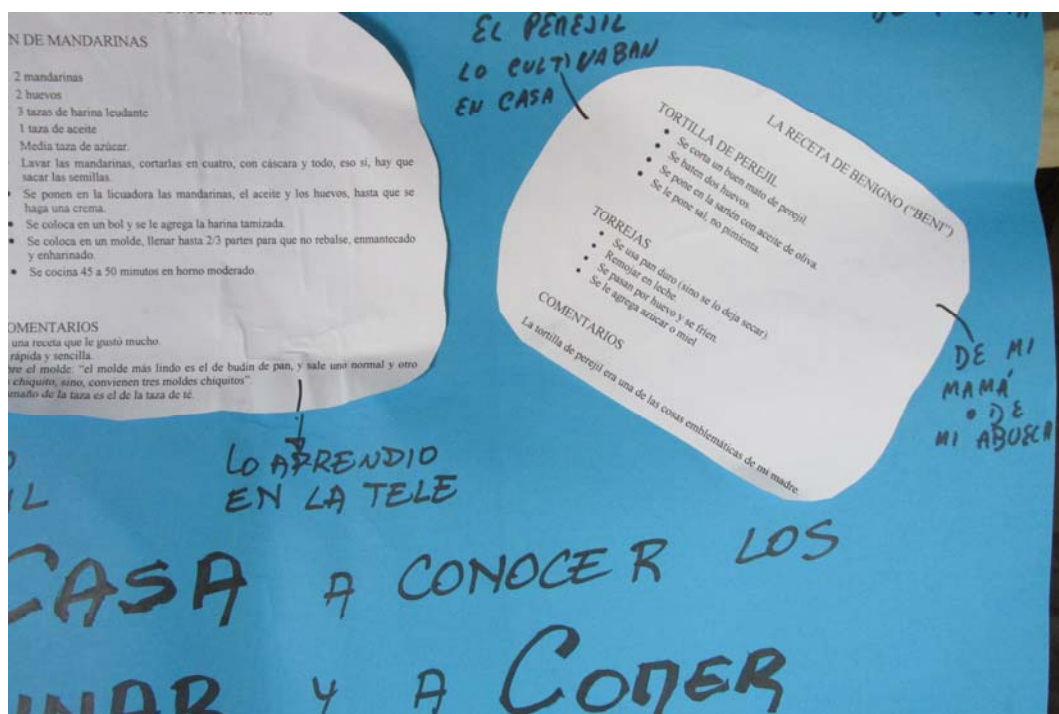 N DE MANDARINAS
2 mandarinas
2 huevos
3 tazas de harina leudante
1 taza de aceite
Media taza de azúcar.
Lavar las mandarinas, cortarlas en cuatro, con cáscara y todo, eso si, hay que
sacar las semillas.
Se ponen en la licuadora las mandarinas, el aceite y los huevos, hasta que se
haga una crema.
Se coloca en un bol y se le agrega la harina tamizada.
Se coloca en un molde, llenar hasta 2/3 partes para que no rebalse, enmantecado
y enharinado.
Se cocina 45 a 50 minutos en horno moderado.
OMENTARIOS
una receta que le gustó mucho.
rápida y sencilla.
re el molde: "el molde más lindo es el de budín de pan, y sale uno normal y otro
chiquito, sino, convienen tres moldes chiquitos".
maño de la taza es el de la taza de té.
LO APRENDIO
EN LA TELE
EL PEREJIL
LO CULTIVABAN
EN CASA
LA RECETA DE BENIGNO ("BENI")
TORTILLA DE PEREJIL
Se corta un buen mato de perejil.
Se baten dos huevos.
Se pone en la sartén con aceite de oliva.
Se le pone sal, no pimienta.
TORREJAS
Se usa pan duro (sino se lo deja secar)
Remojar en leche.
Se pasan por huevo y se frien.
Se le agrega azucar o miel
COMENTARIOS
La tortilla de perejil era una de las cosas emblemáticas de mi madre.
DE MI
MAMÁ
O DE
MI ABUELA
IL
CASA A CONOCER LOS
INAR Y A COMER